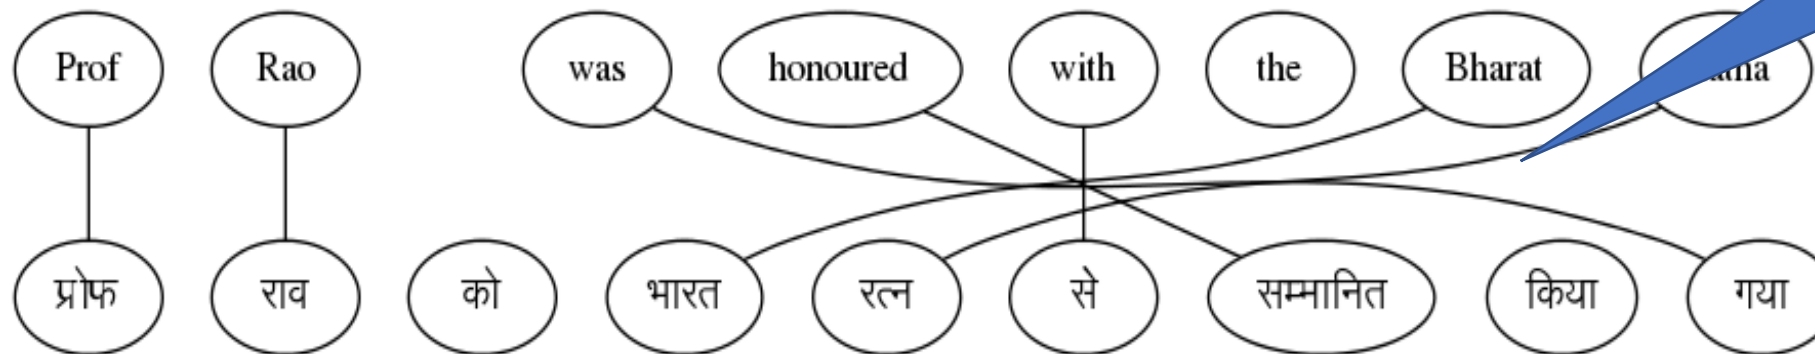 Prof Rao was honoured with the Bharat
प्रोफ राव को भारत रत्न से सम्मानित किया गया